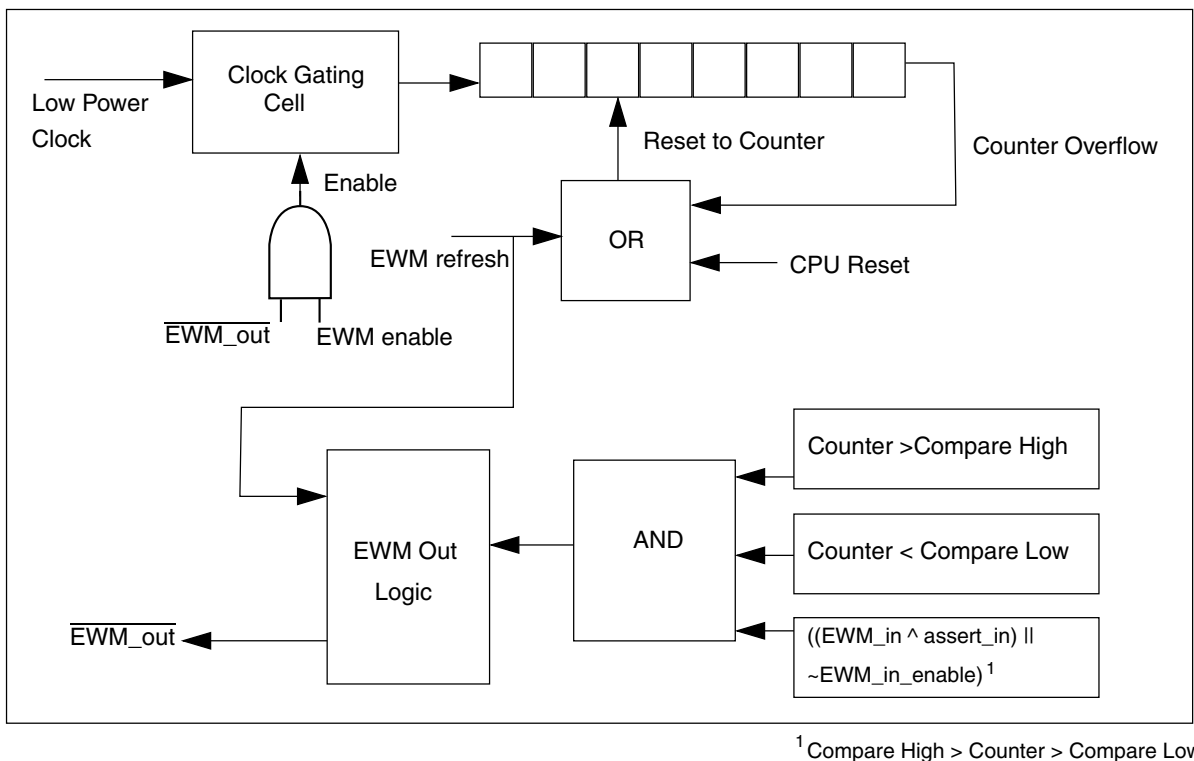 Low Power
Clock
Clock Gating
Cell
Enable
EWM_out
EWM enable
Reset to Counter
Counter Overflow
EWM refresh
OR
CPU Reset
EWM Out
Logic
EWM_out
AND
Counter >Compare High
Counter < Compare Low
((EWM_in ^ assert_in) ||
~EWM_in_enable) 1
1 Compare High > Counter > Compare Low